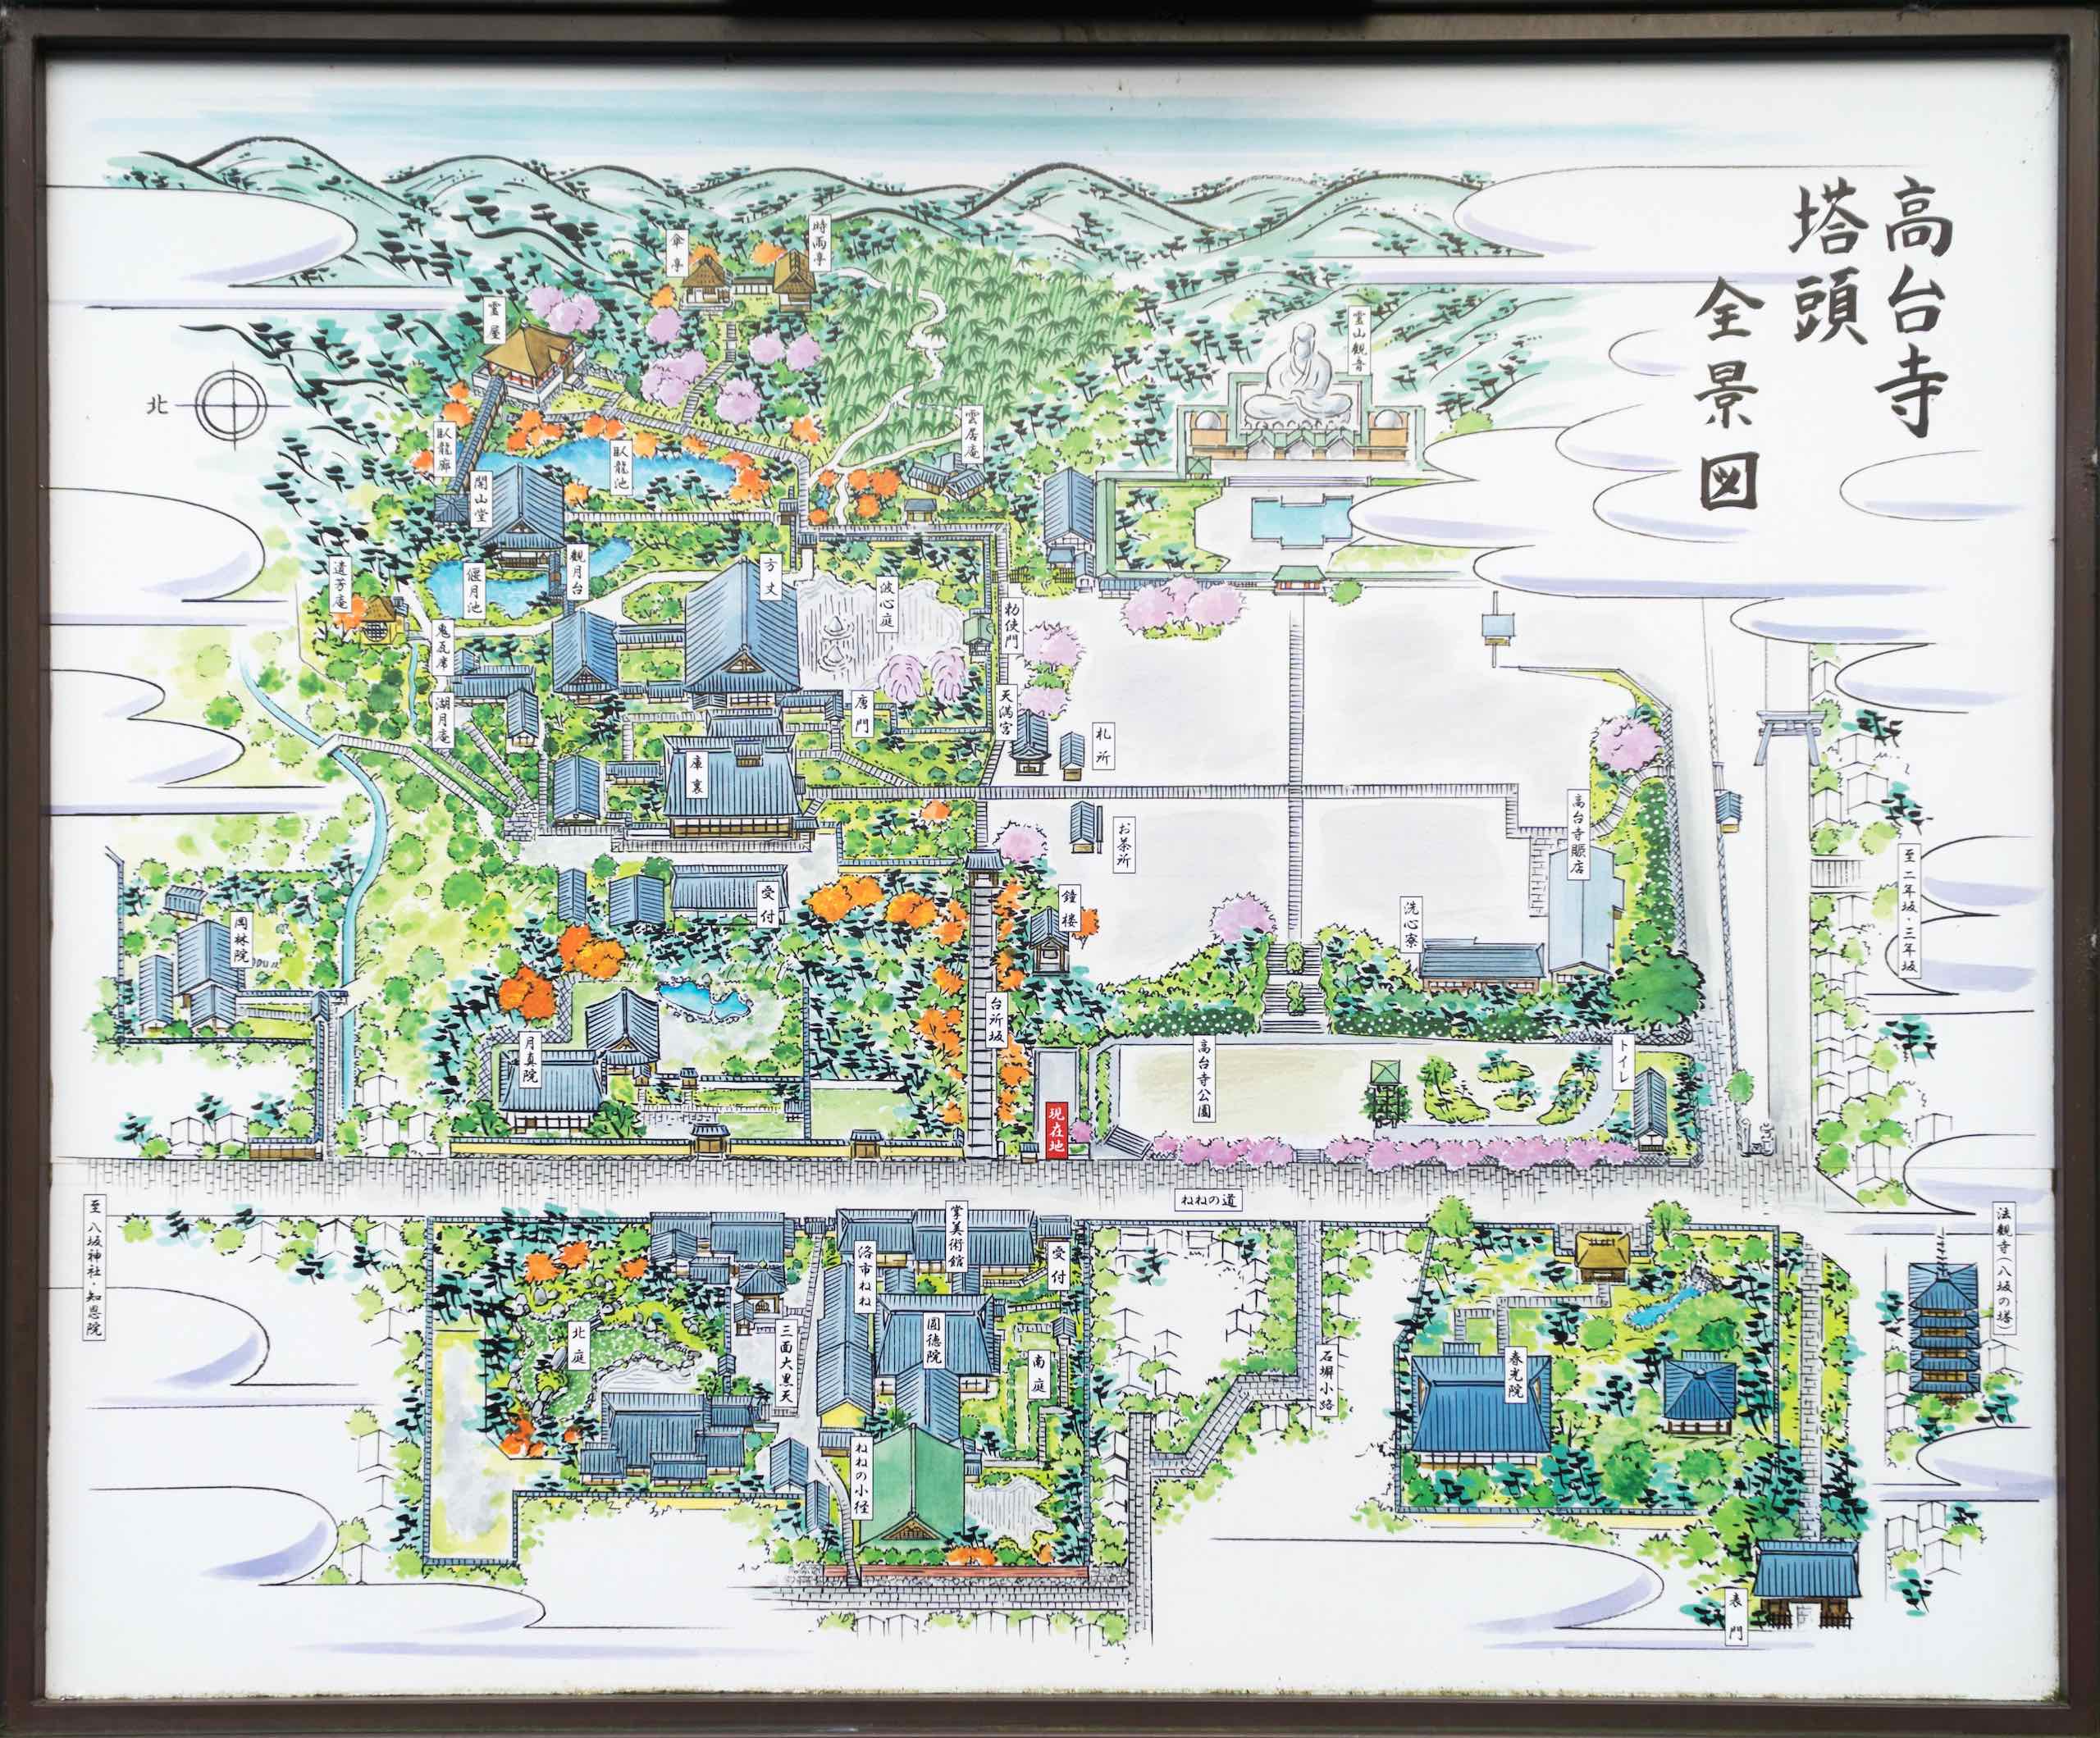 高台寺
塔頭
全景図
北
傘亭
時雨亭
霊屋
霊山観音
臥龍廊
臥龍池
雲居庵
開山堂
観月台
遺芳庵
偃月池
方丈
波心庭
勅使門
鬼瓦席
湖月庵
唐門
天満宮
札所
庫裏
お茶所
高台寺賑店
至二年坂・三年坂
受付
鐘楼
洗心寮
岡林院
台所坂
月真院
高台寺公園
トイレ
現在地
ねねの道
至八坂神社・知恩院
掌美術館
洛市ねね
受付
法観寺(八坂の塔)
北庭
三面大黒天
圓徳院
南庭
石塀小路
春光院
ねねの小径
表門